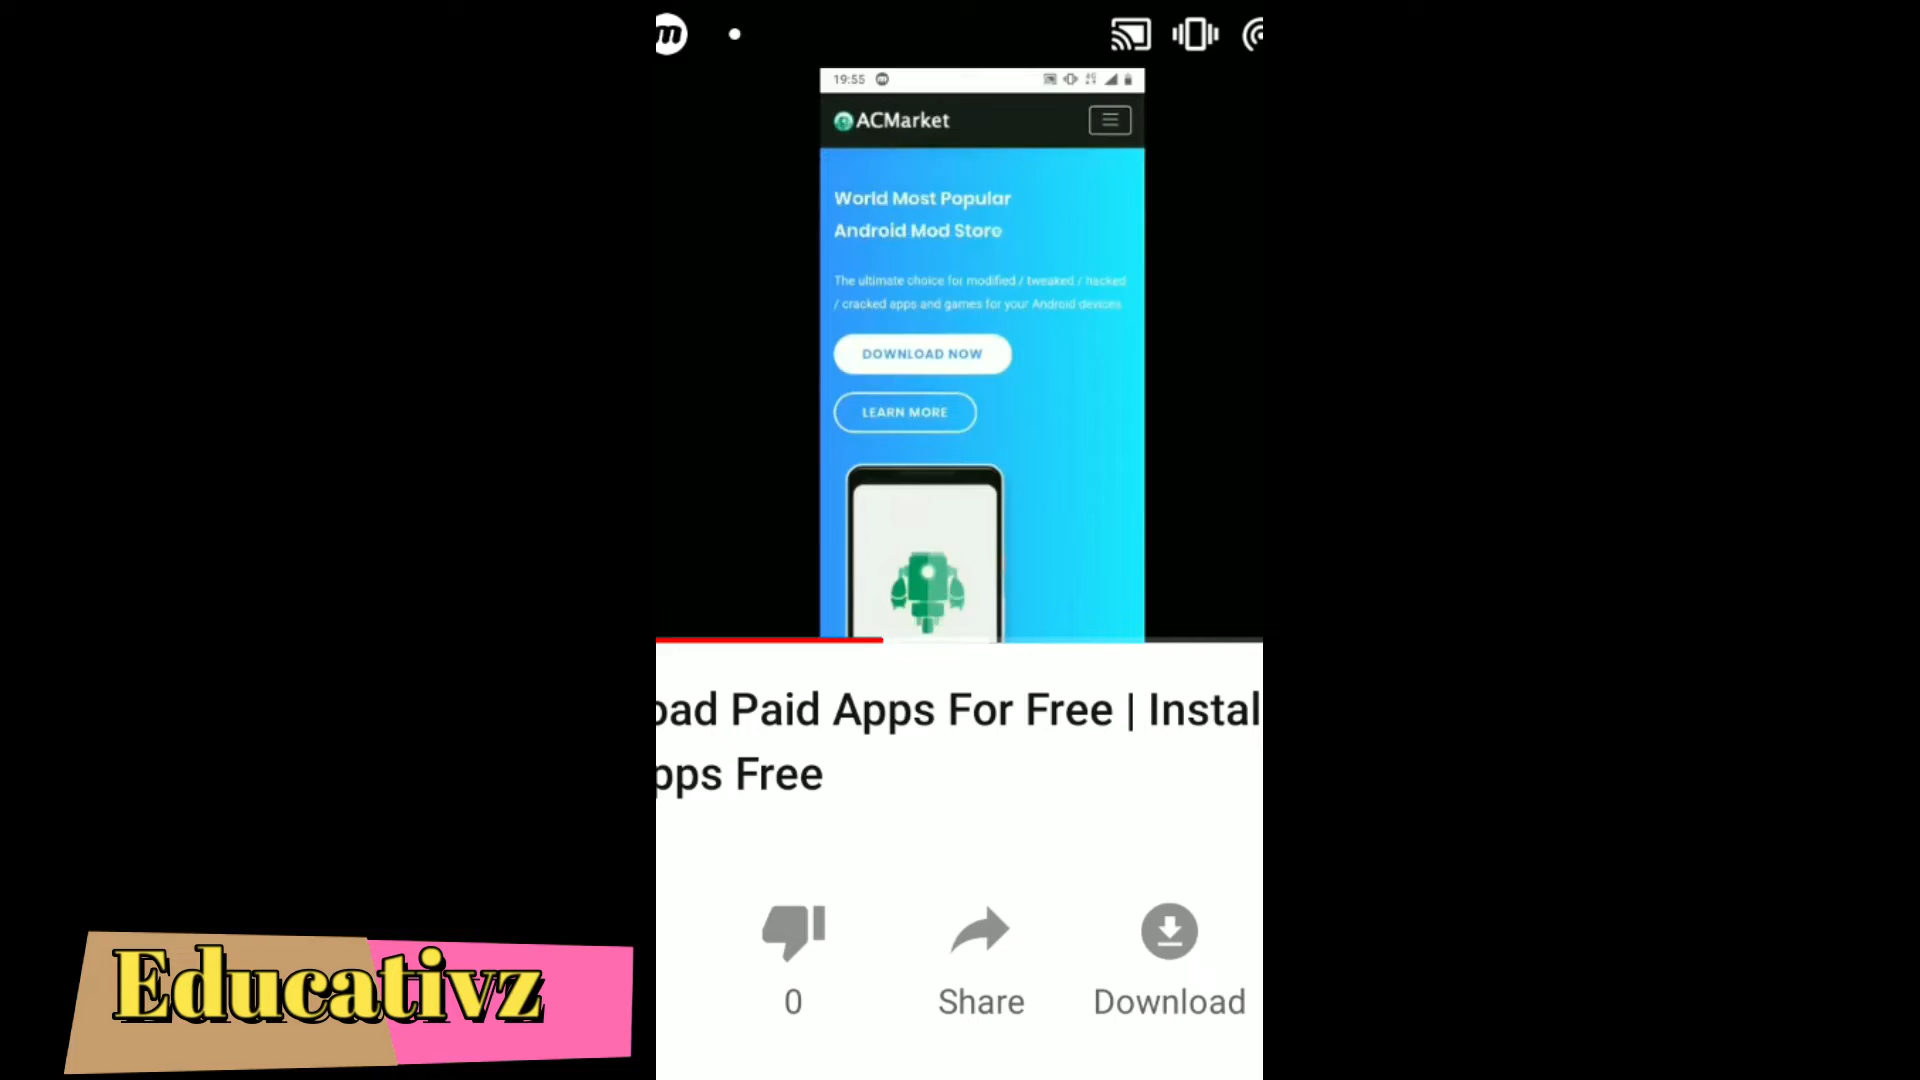 19:55
ACMarket
World Most Popular
Android Mod Store
The ultimate choice for modified / tweaked / hacked
/ cracked apps and games for your Android devices
DOWNLOAD NOW
LEARN MORE
oad Paid Apps For Free | Instal
pps Free
0
Share
Download
Educativz